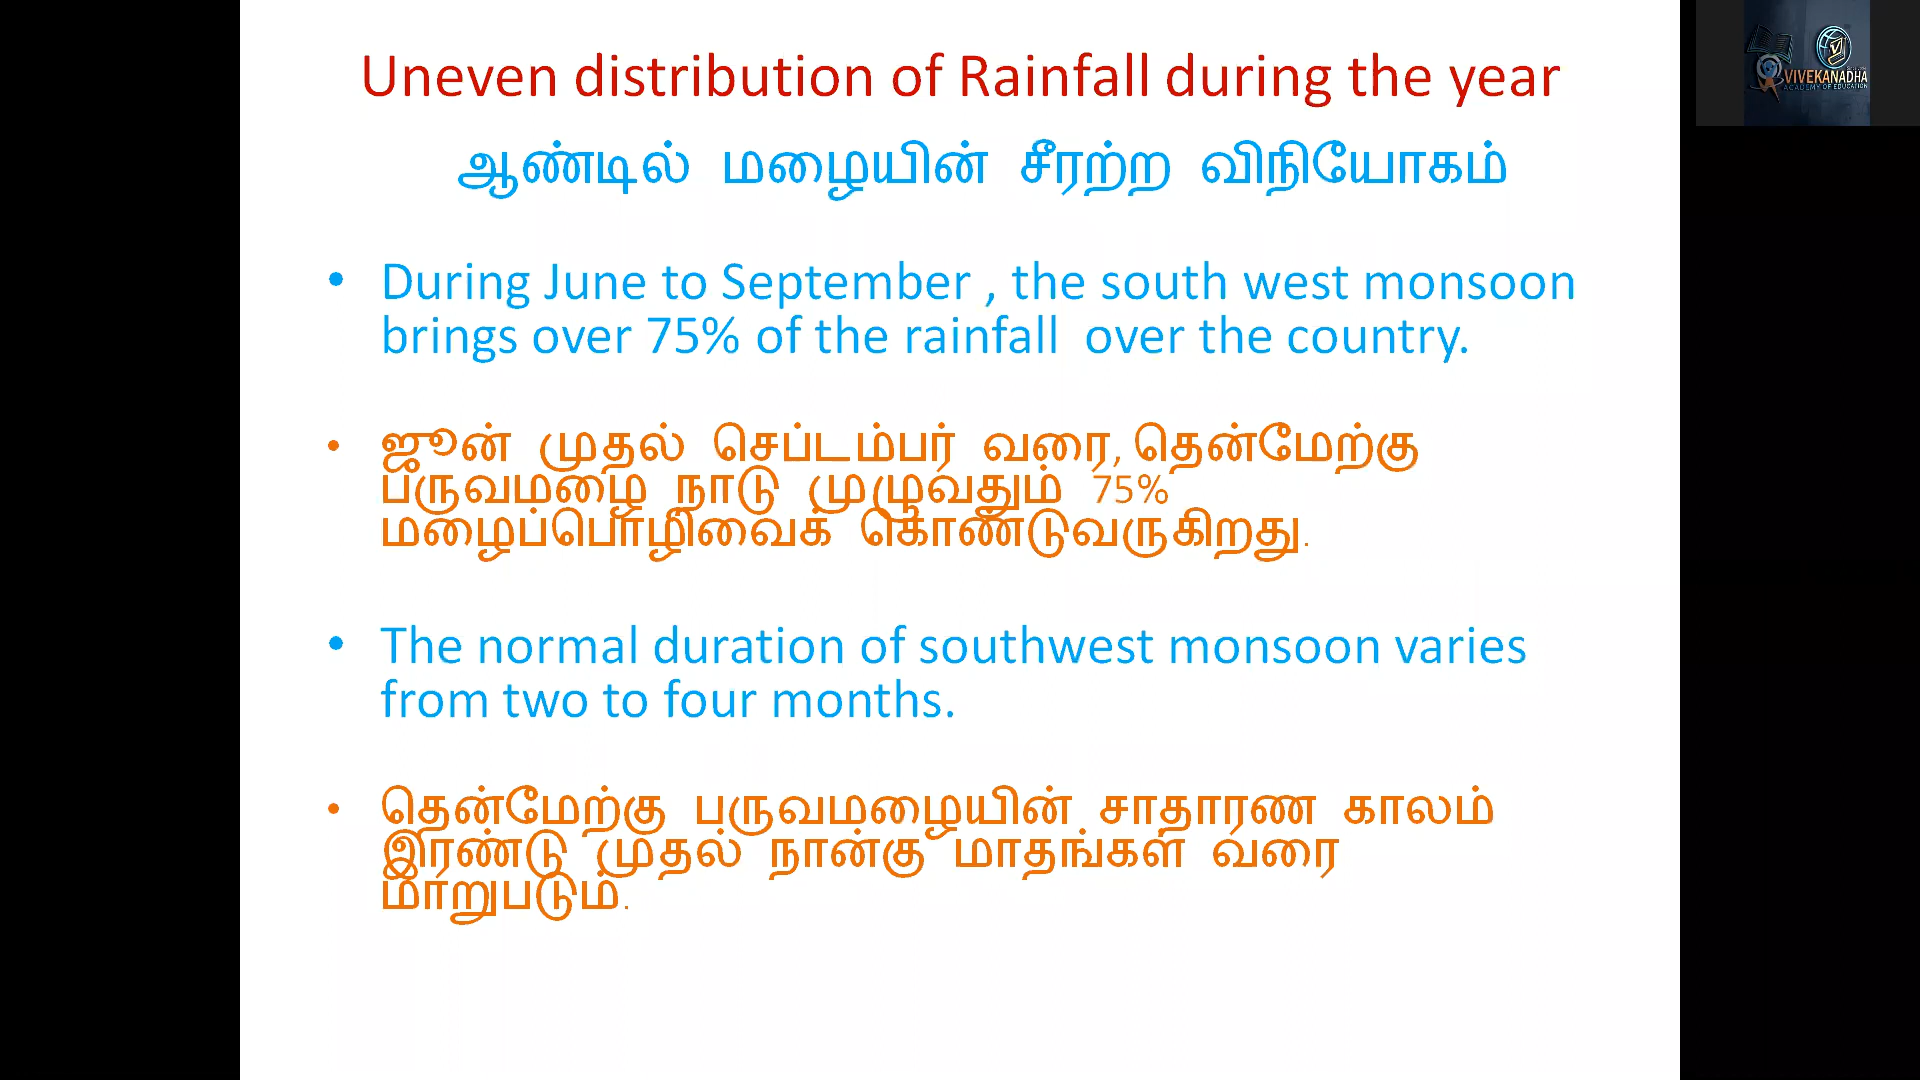 Uneven distribution of Rainfall during the year
ஆண்டில் மழையின் சீரற்ற விநியோகம்
• During June to September , the south west monsoon
brings over 75% of the rainfall over the country.
• ஜூன் முதல் செப்டம்பர் வரை, தென்மேற்கு
பருவமழை நாடு முழுவதும் 75%
மழைப்பொழிவைக் கொண்டுவருகிறது.
• The normal duration of southwest monsoon varies
from two to four months.
• தென்மேற்கு பருவமழையின் சாதாரண காலம்
இரண்டு முதல் நான்கு மாதங்கள் வரை
மாறுபடும்.
VIVEKANADHA
ACADEMY OF EDUCATION